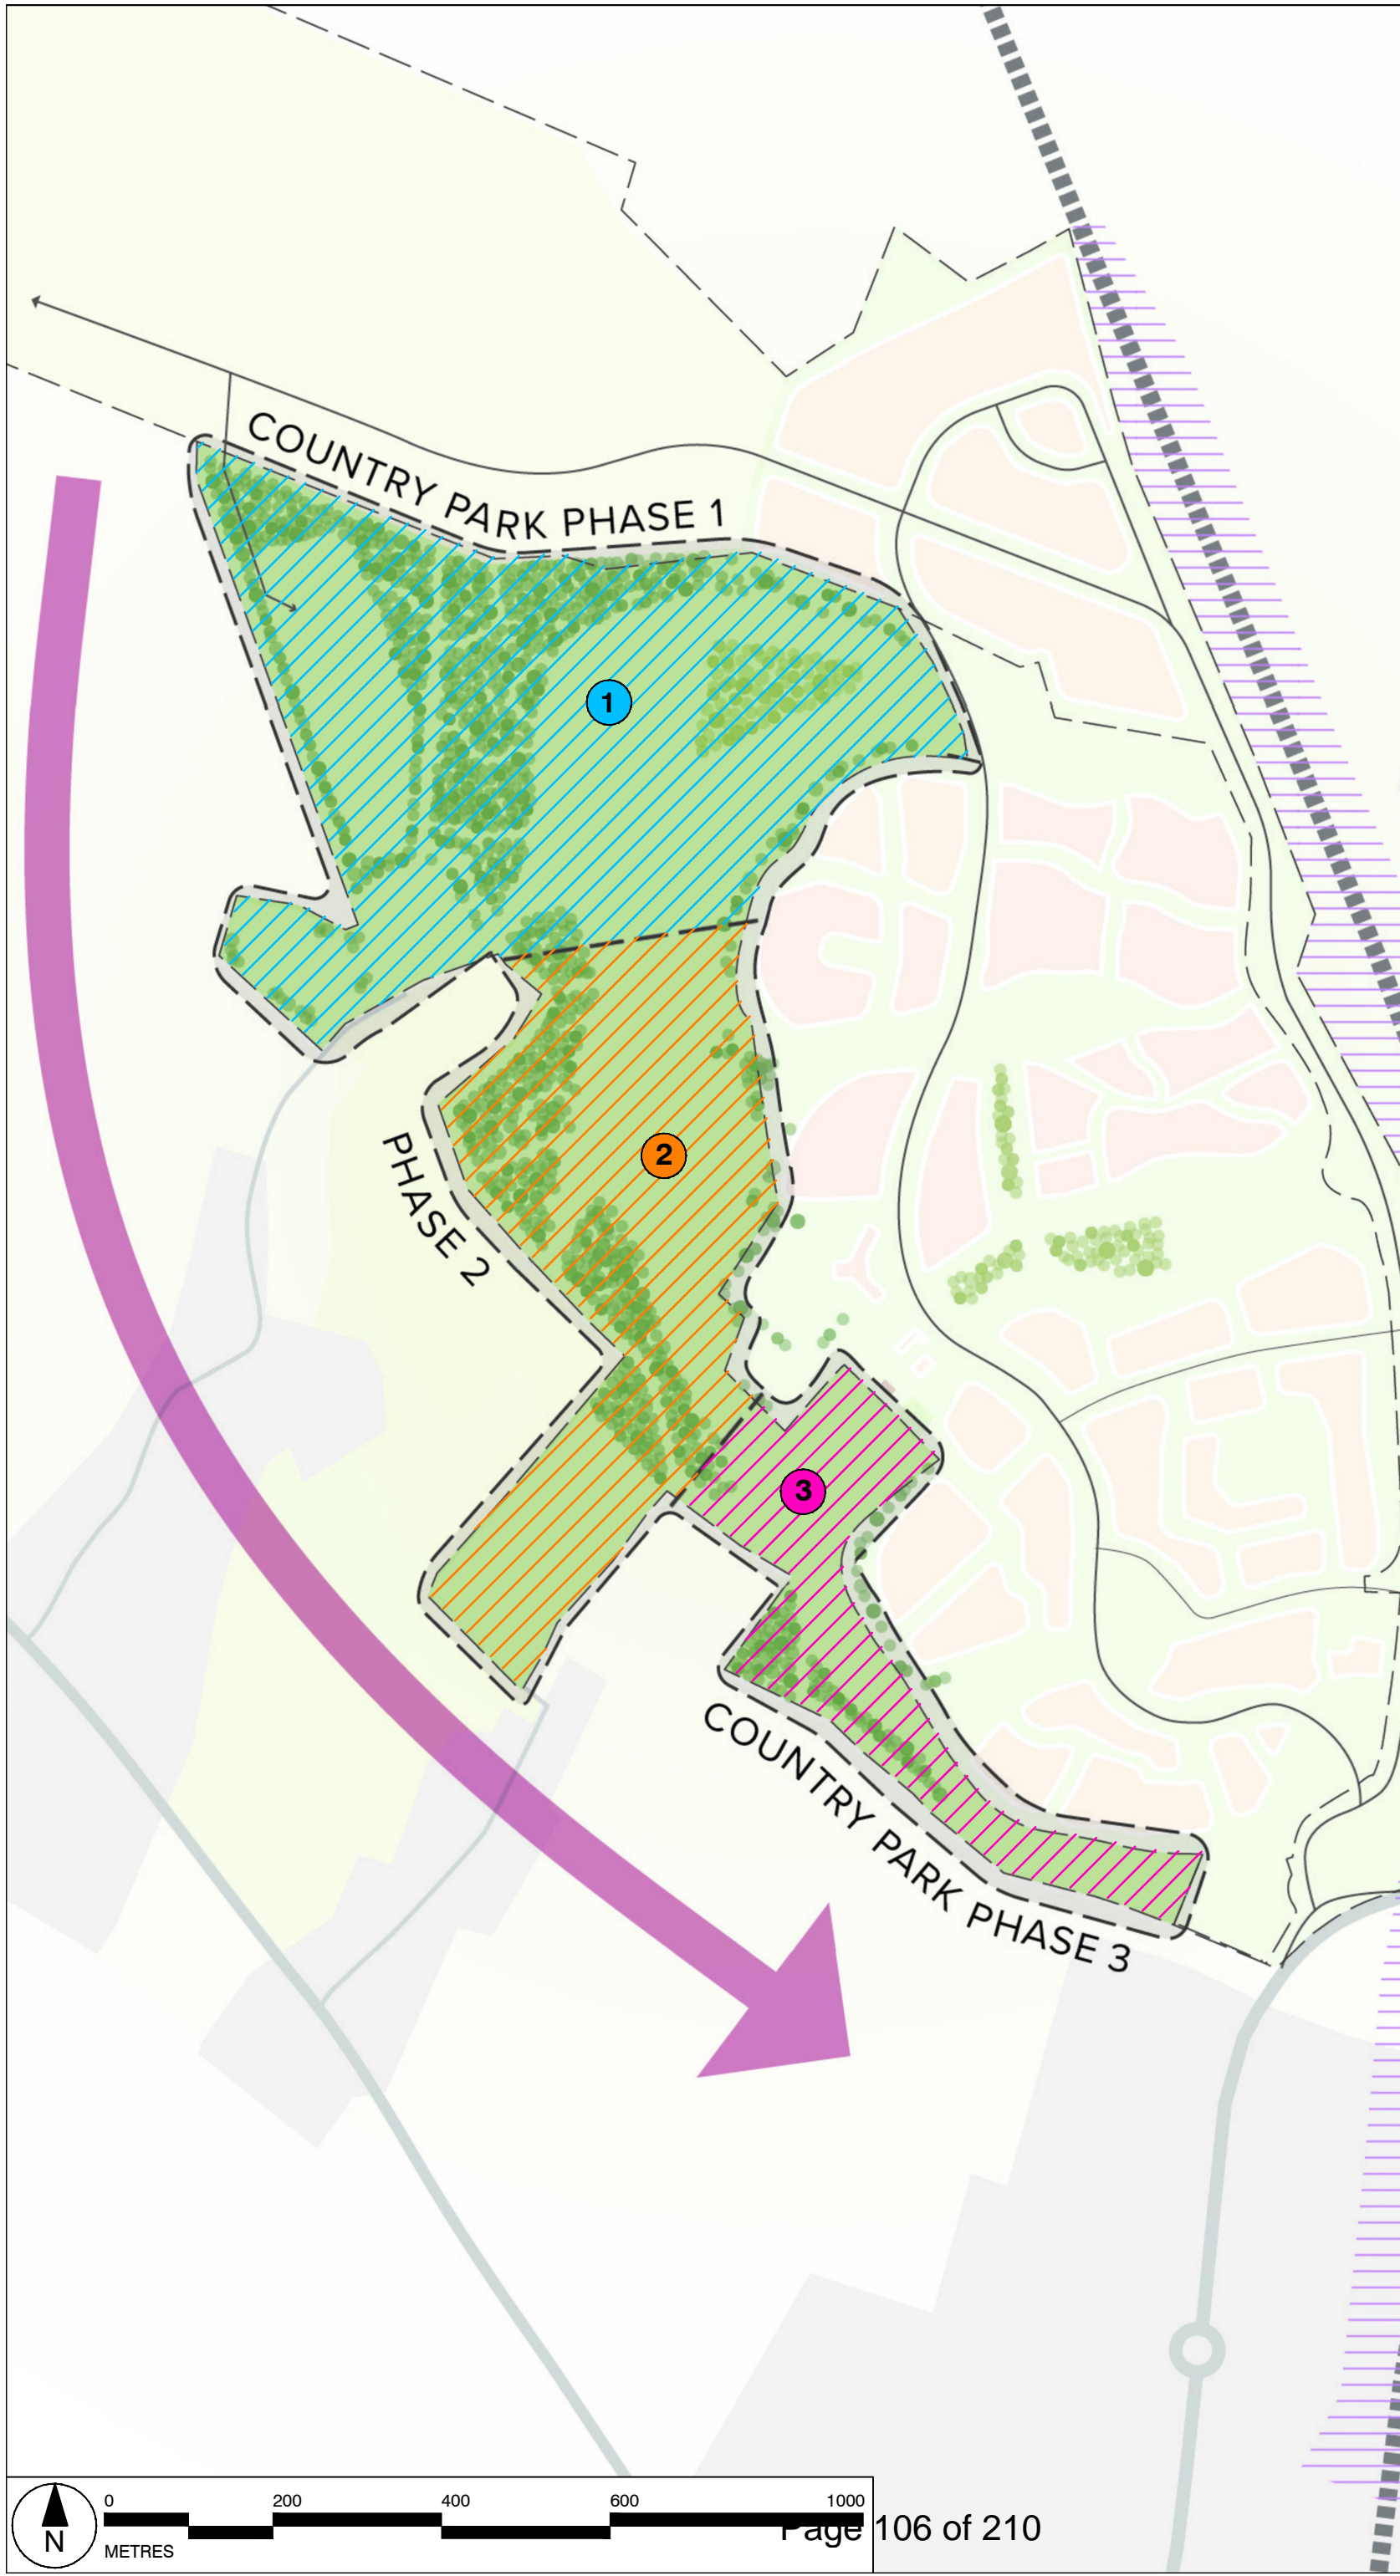 COUNTRY PARK PHASE 1
1
PHASE 2
2
3
COUNTRY PARK PHASE 3
0 200 400 600 1000
METRES
N
Page 106 of 210